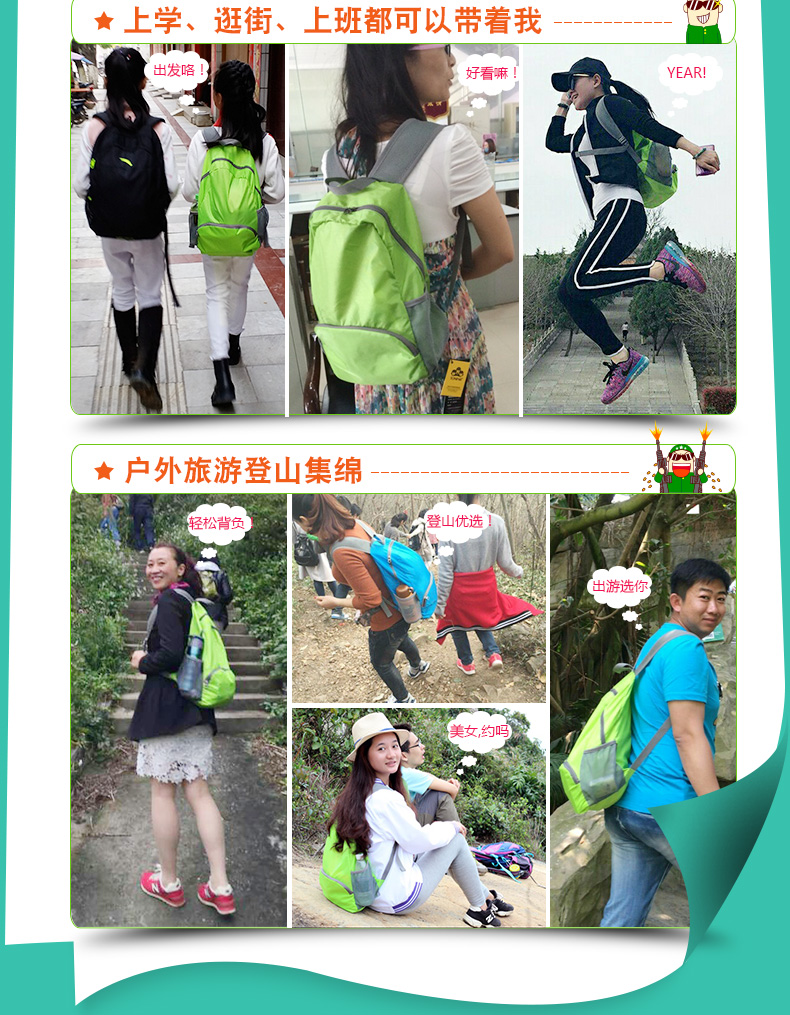 ★ 上学、逛街、上班都可以带着我
出发咯！
好看嘛！
YEAR!
★ 户外旅游登山集绵
轻松背负！
登山优选！
出游选你
美女,约吗